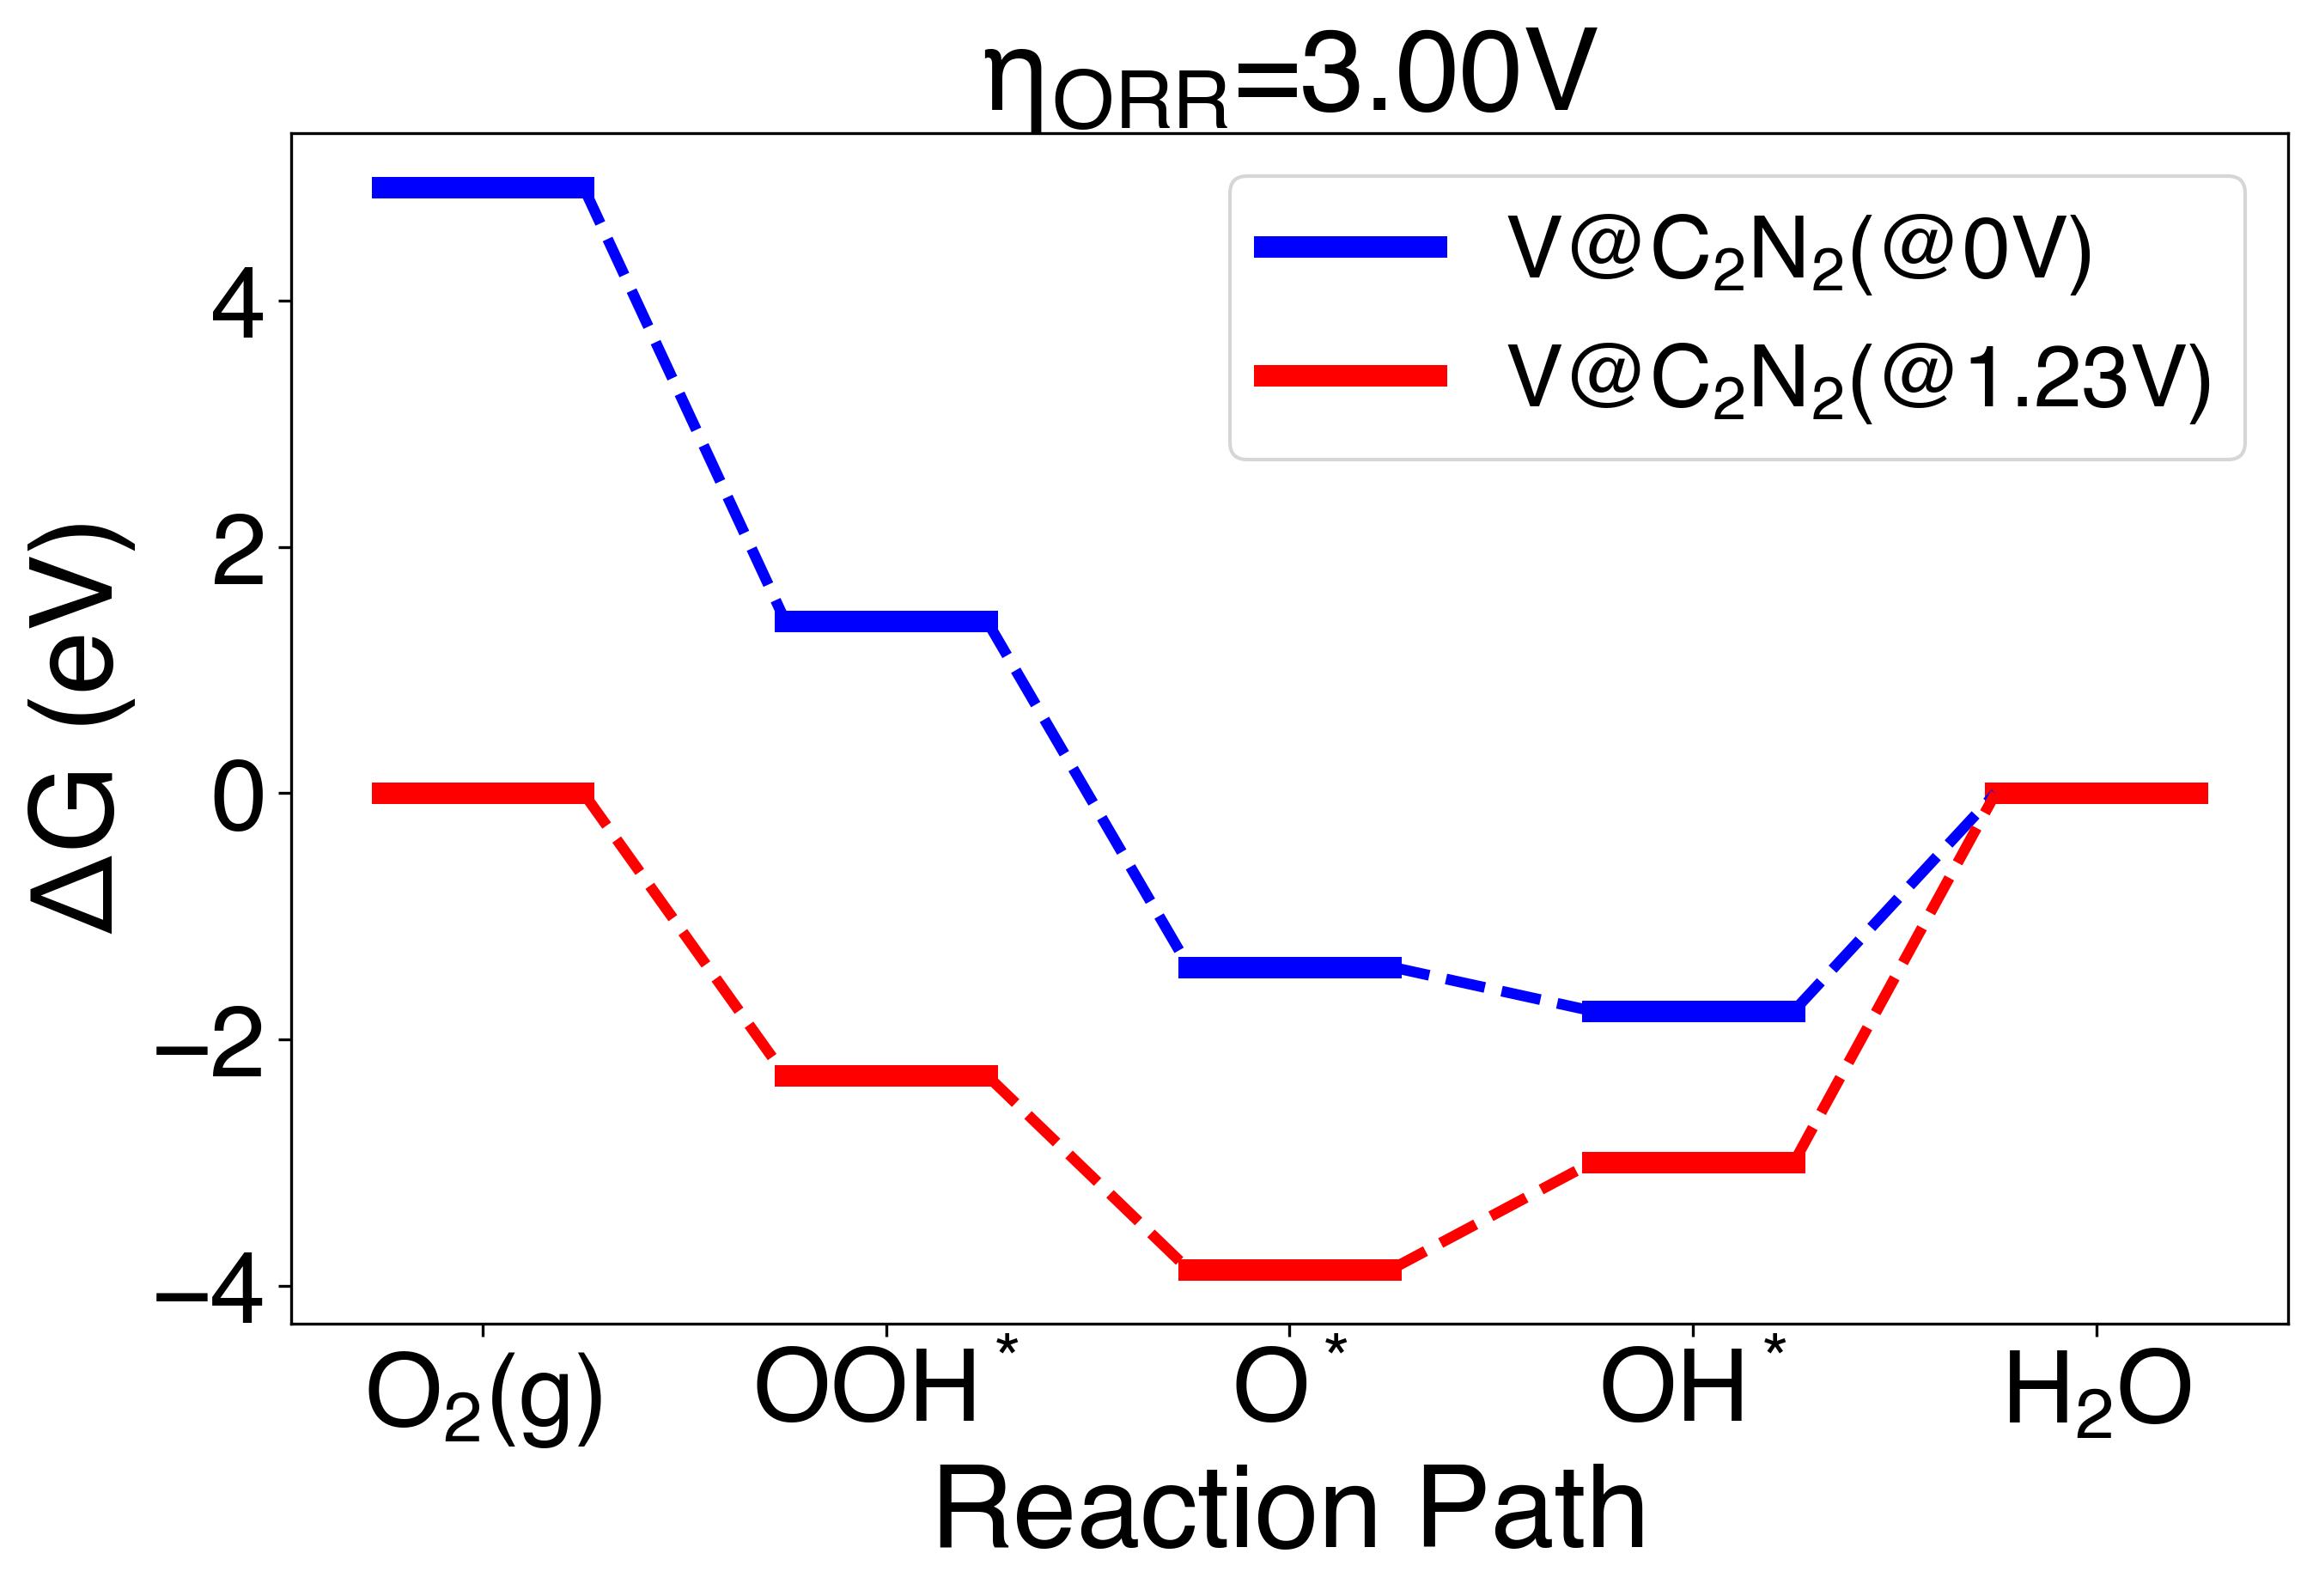 η_ORR=3.00V
V@C₂N₂(@0V)
V@C₂N₂(@1.23V)
ΔG (eV)
4
2
0
−2
−4
O₂(g) OOH* O* OH* H₂O
Reaction Path